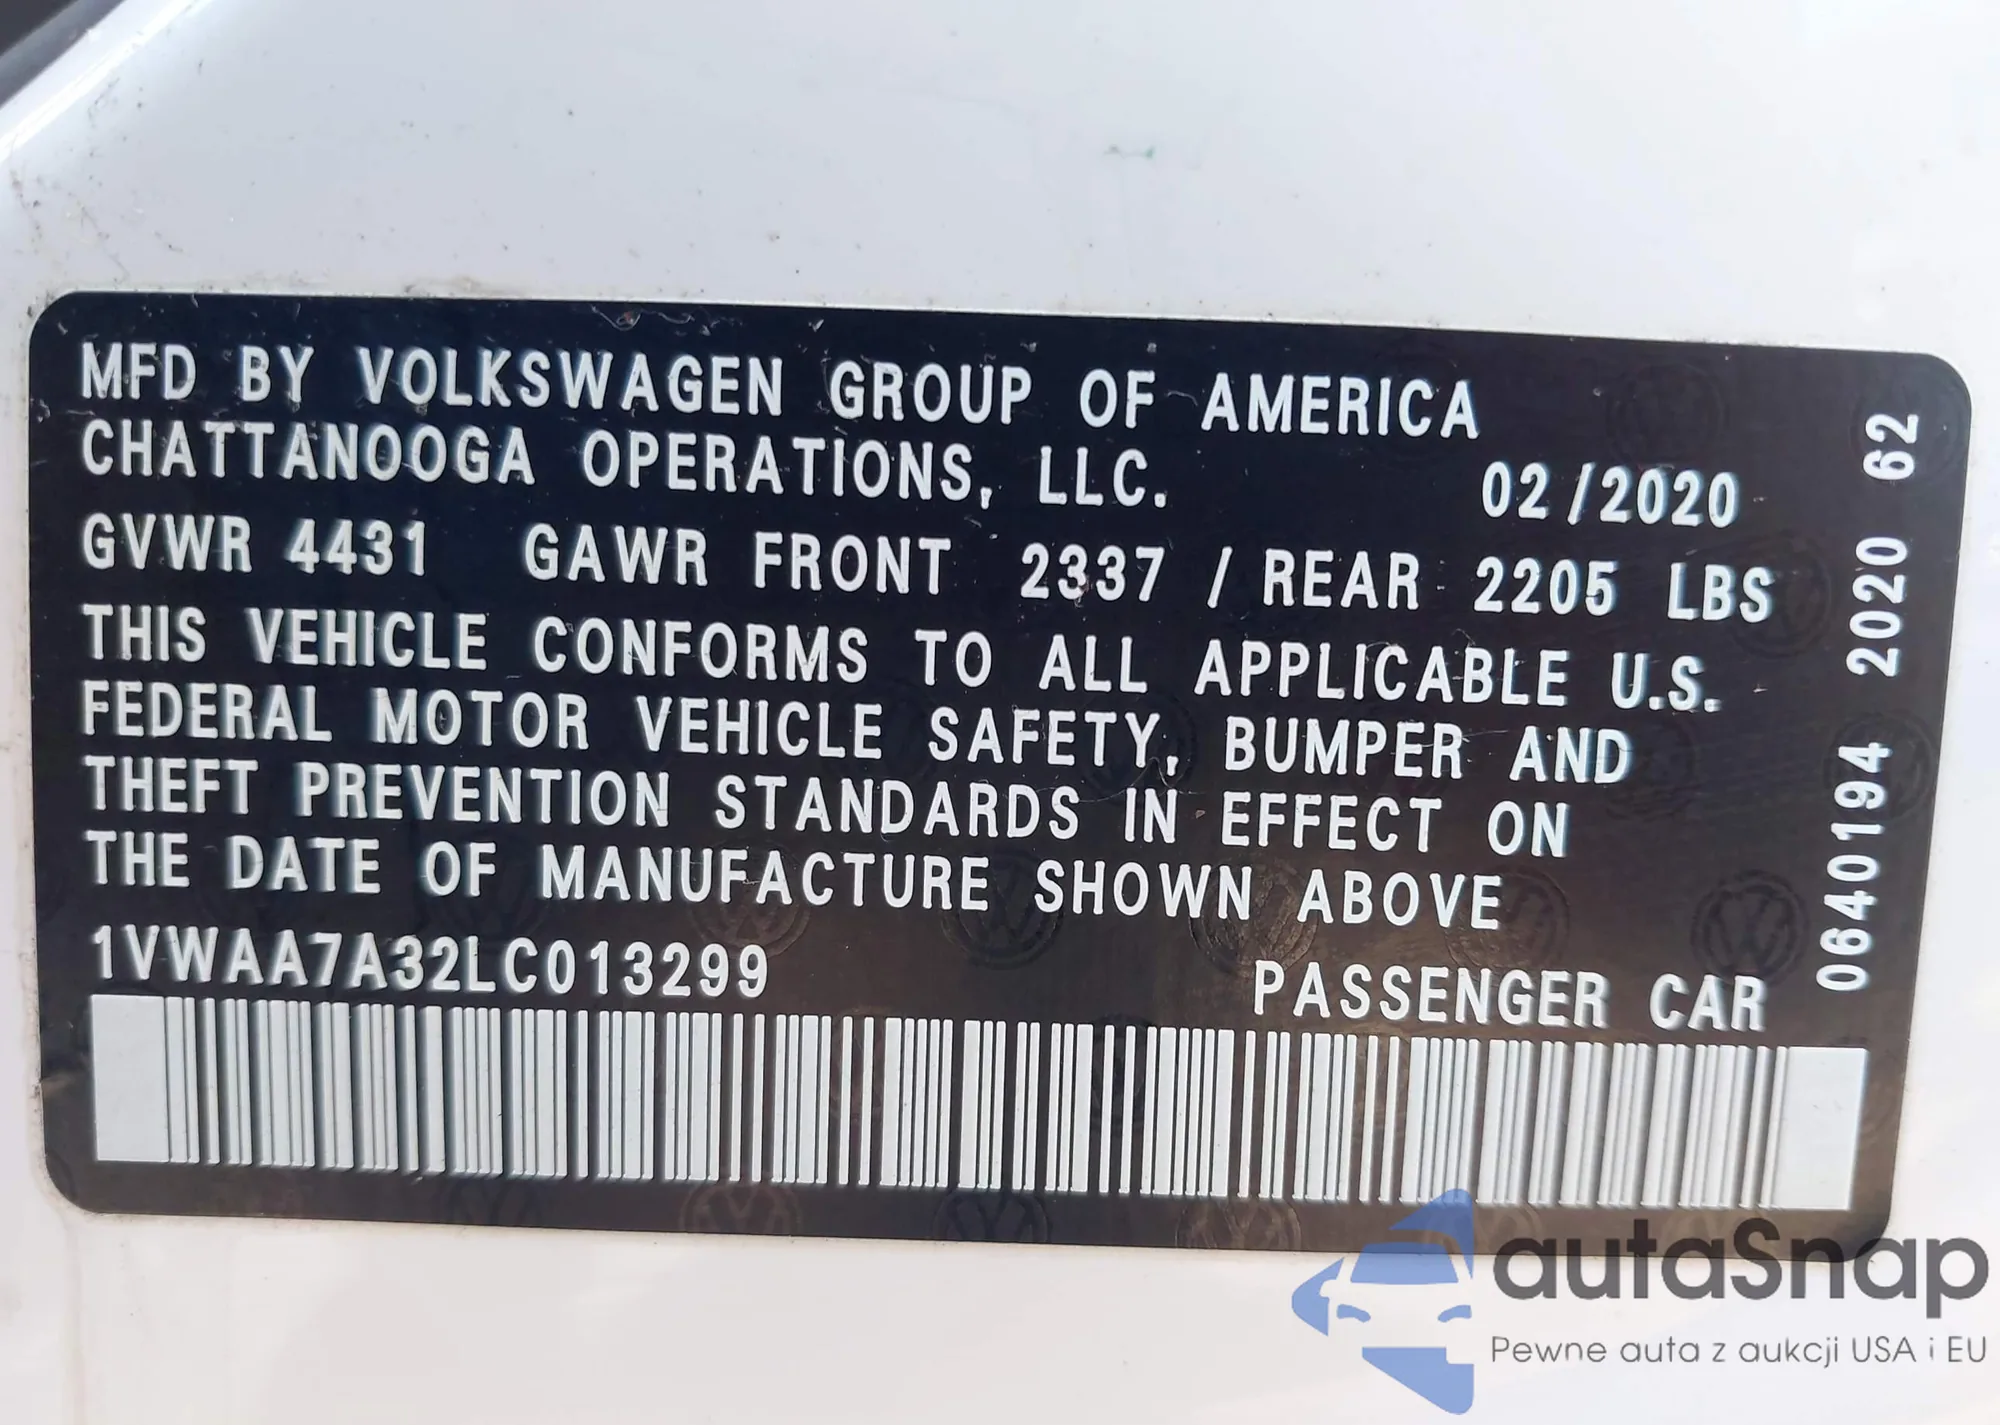 MFD BY VOLKSWAGEN GROUP OF AMERICA
CHATTANOOGA OPERATIONS, LLC. 02/2020
GVWR 4431 GAWR FRONT 2337 / REAR 2205 LBS
THIS VEHICLE CONFORMS TO ALL APPLICABLE U.S.
FEDERAL MOTOR VEHICLE SAFETY, BUMPER AND
THEFT PREVENTION STANDARDS IN EFFECT ON
THE DATE OF MANUFACTURE SHOWN ABOVE
1VWAA7A32LC013299 PASSENGER CAR
0640194 2020 62
autaSnap
Pewne auta z aukcji USA i EU